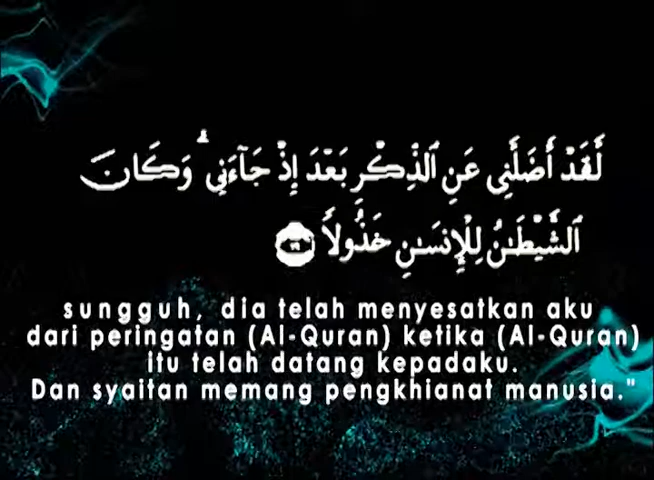 لَّقَدْ أَضَلَّنِى عَنِ ٱلذِّكْرِ بَعْدَ إِذْ جَآءَنِى ۗ وَكَانَ
ٱلشَّيْطَٰنُ لِلْإِنسَٰنِ خَذُولًا ٢٩
sungguh, dia telah menyesatkan aku
dari peringatan (Al-Quran) ketika (Al-Quran)
itu telah datang kepadaku.
Dan syaitan memang pengkhianat manusia."